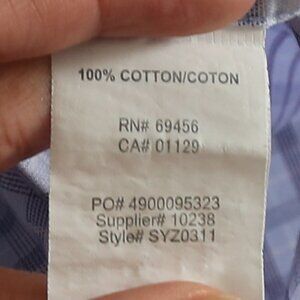 100% COTTON/COTON
RN# 69456
CA# 01129
PO# 4900095323
Supplier# 10238
Style# SYZ0311